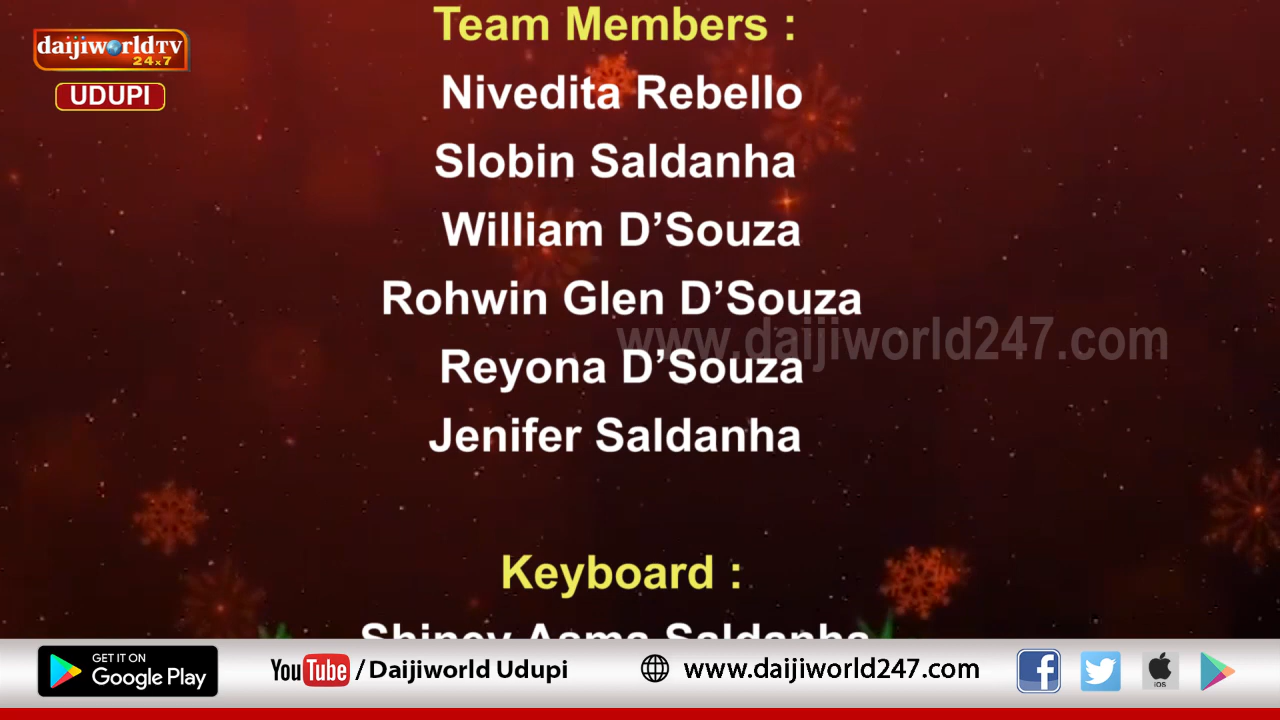 Team Members :
daijiworldTV
24x7
UDUPI
Nivedita Rebello
Slobin Saldanha
William D’Souza
Rohwin Glen D’Souza
www.daijiworld247.com
Reyona D’Souza
Jenifer Saldanha
Keyboard :
Saldanha
GET IT ON
Google Play
YouTube / Daijiworld Udupi
www.daijiworld247.com
iOS